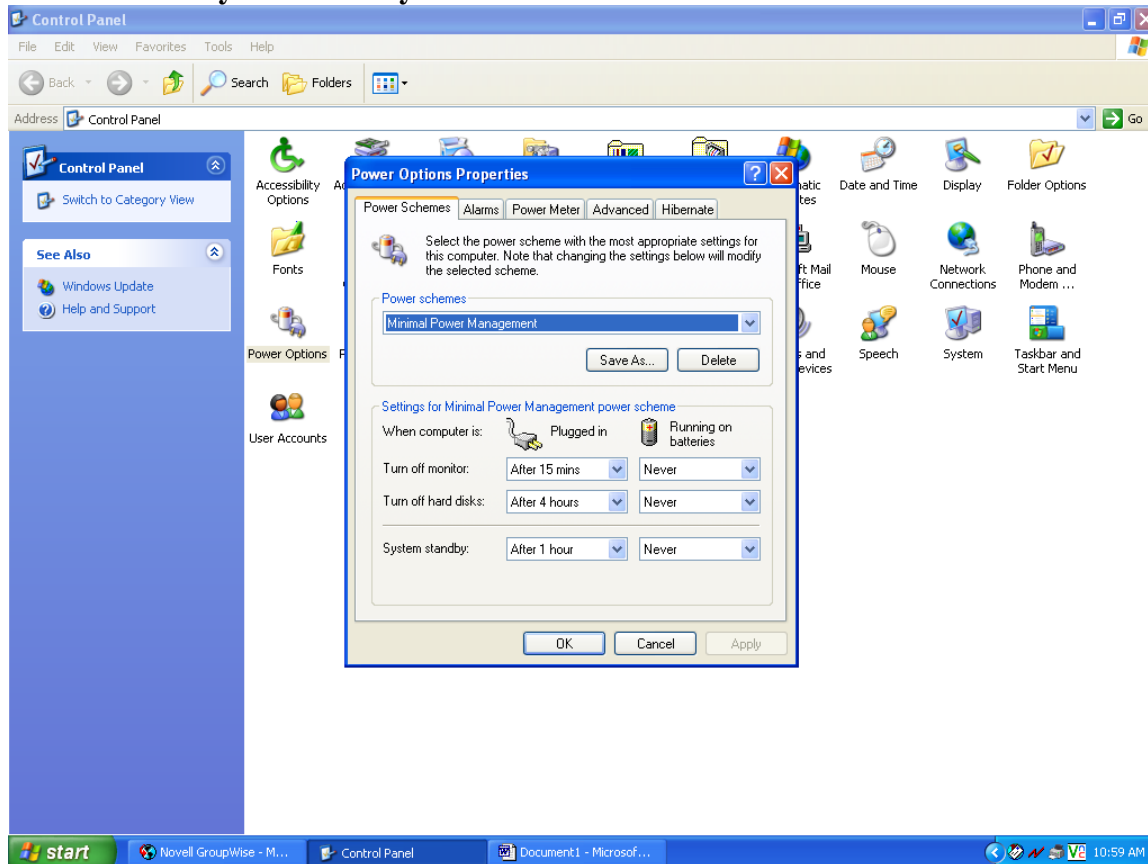 Control Panel
File Edit View Favorites Tools Help
Back Search Folders
Address Control Panel Go
Control Panel
Switch to Category View
See Also
Windows Update
Help and Support
Accessibility Options
Date and Time
Display
Folder Options
Fonts
Mouse
Network Connections
Phone and Modem ...
Power Options
Speech
System
Taskbar and Start Menu
User Accounts
Power Options Properties
Power Schemes Alarms Power Meter Advanced Hibernate
Select the power scheme with the most appropriate settings for
this computer. Note that changing the settings below will modify
the selected scheme.
Power schemes
Minimal Power Management
Save As... Delete
Settings for Minimal Power Management power scheme
When computer is: Plugged in Running on batteries
Turn off monitor: After 15 mins Never
Turn off hard disks: After 4 hours Never
System standby: After 1 hour Never
OK Cancel Apply
start Novell GroupWise - M... Control Panel Document1 - Microsof... 10:59 AM